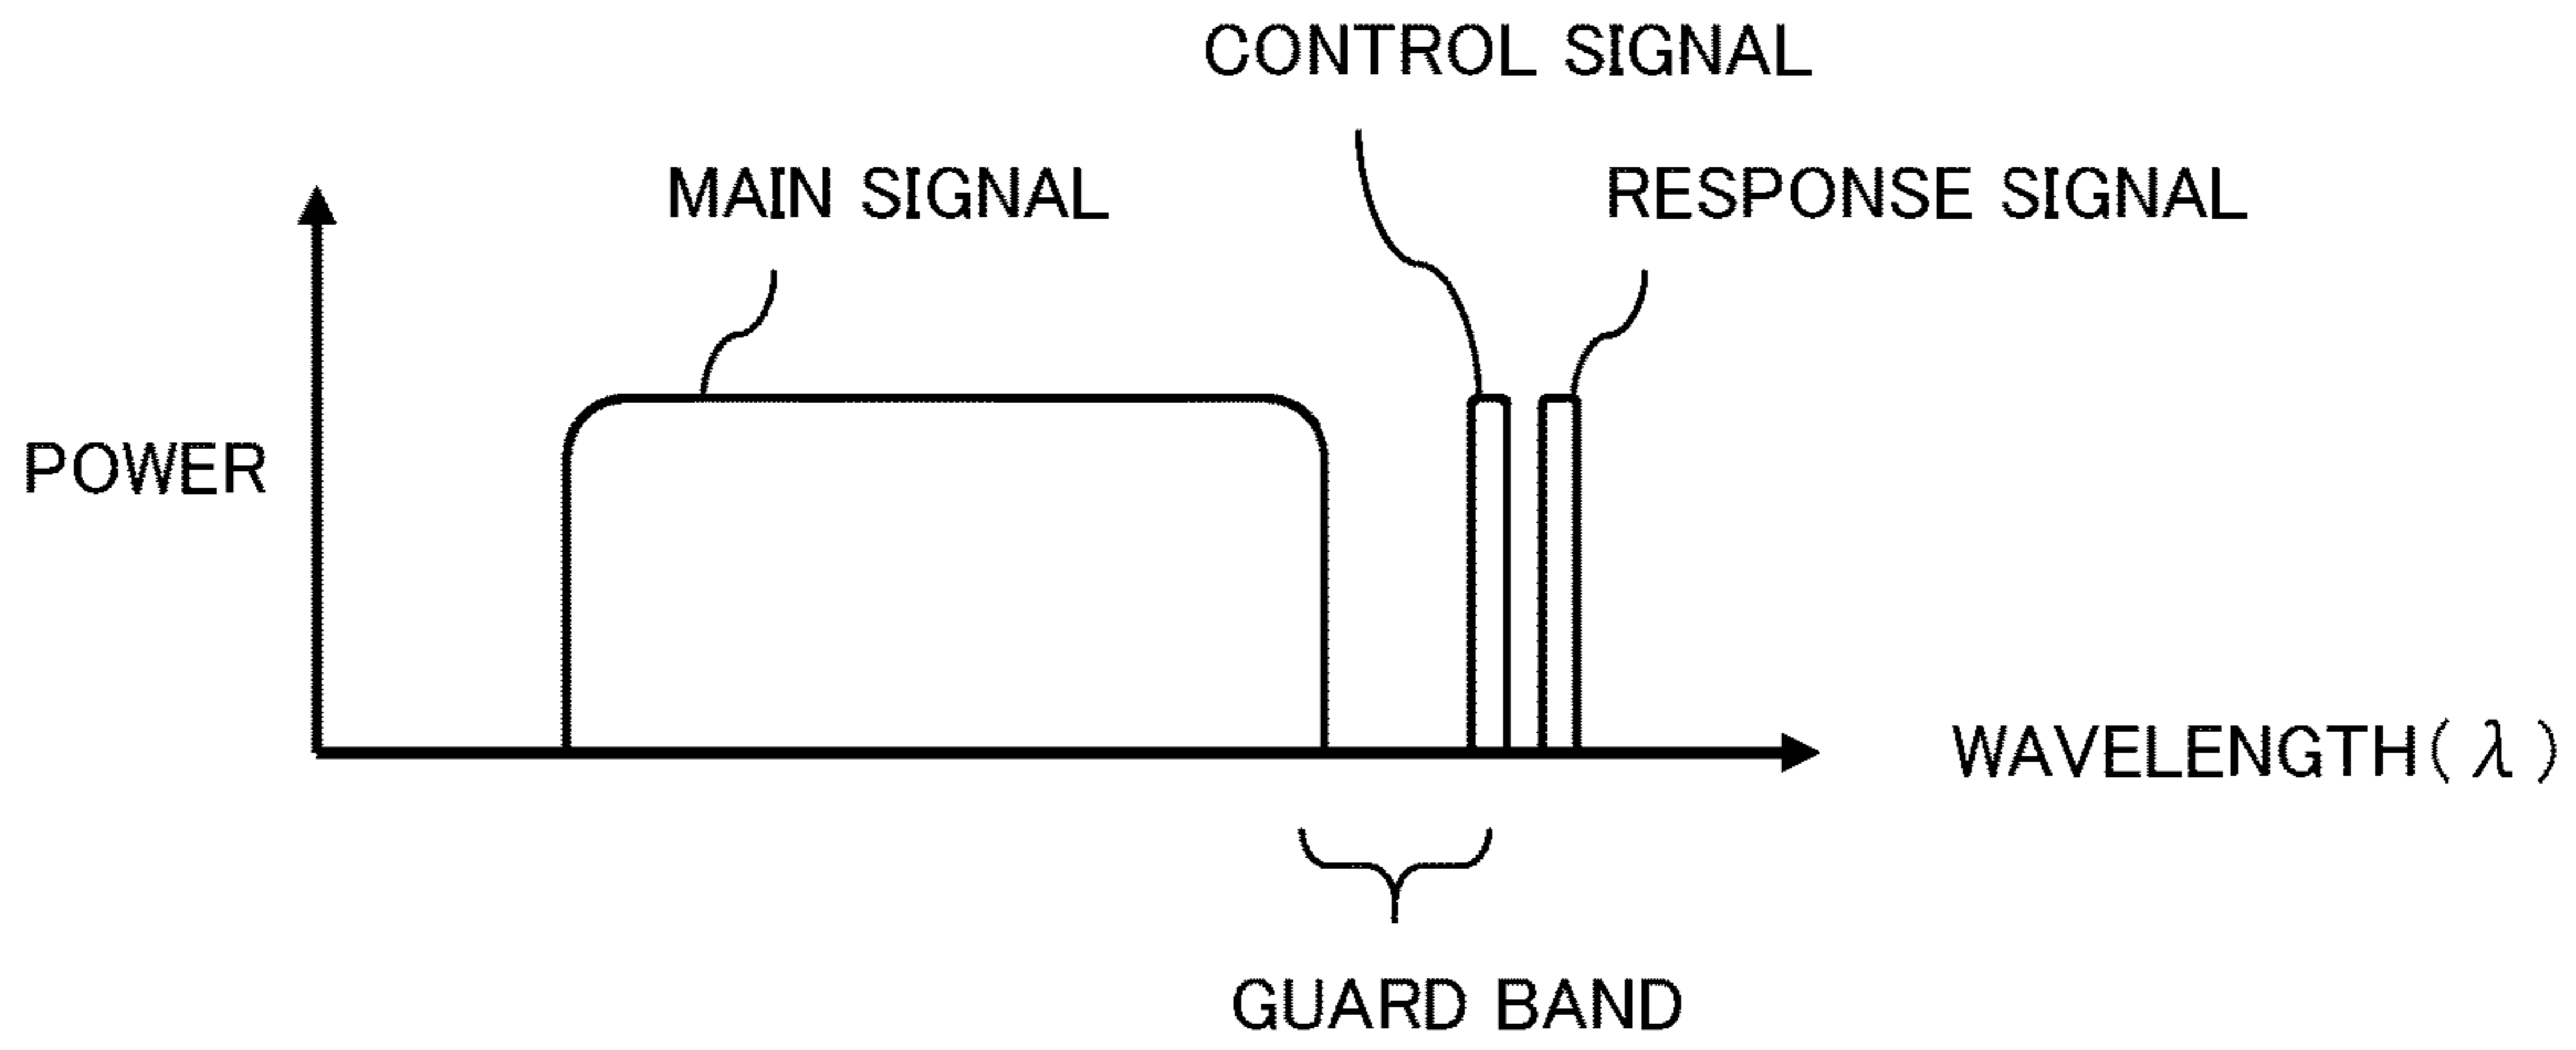 CONTROL SIGNAL
MAIN SIGNAL
RESPONSE SIGNAL
POWER
WAVELENGTH(λ)
GUARD BAND